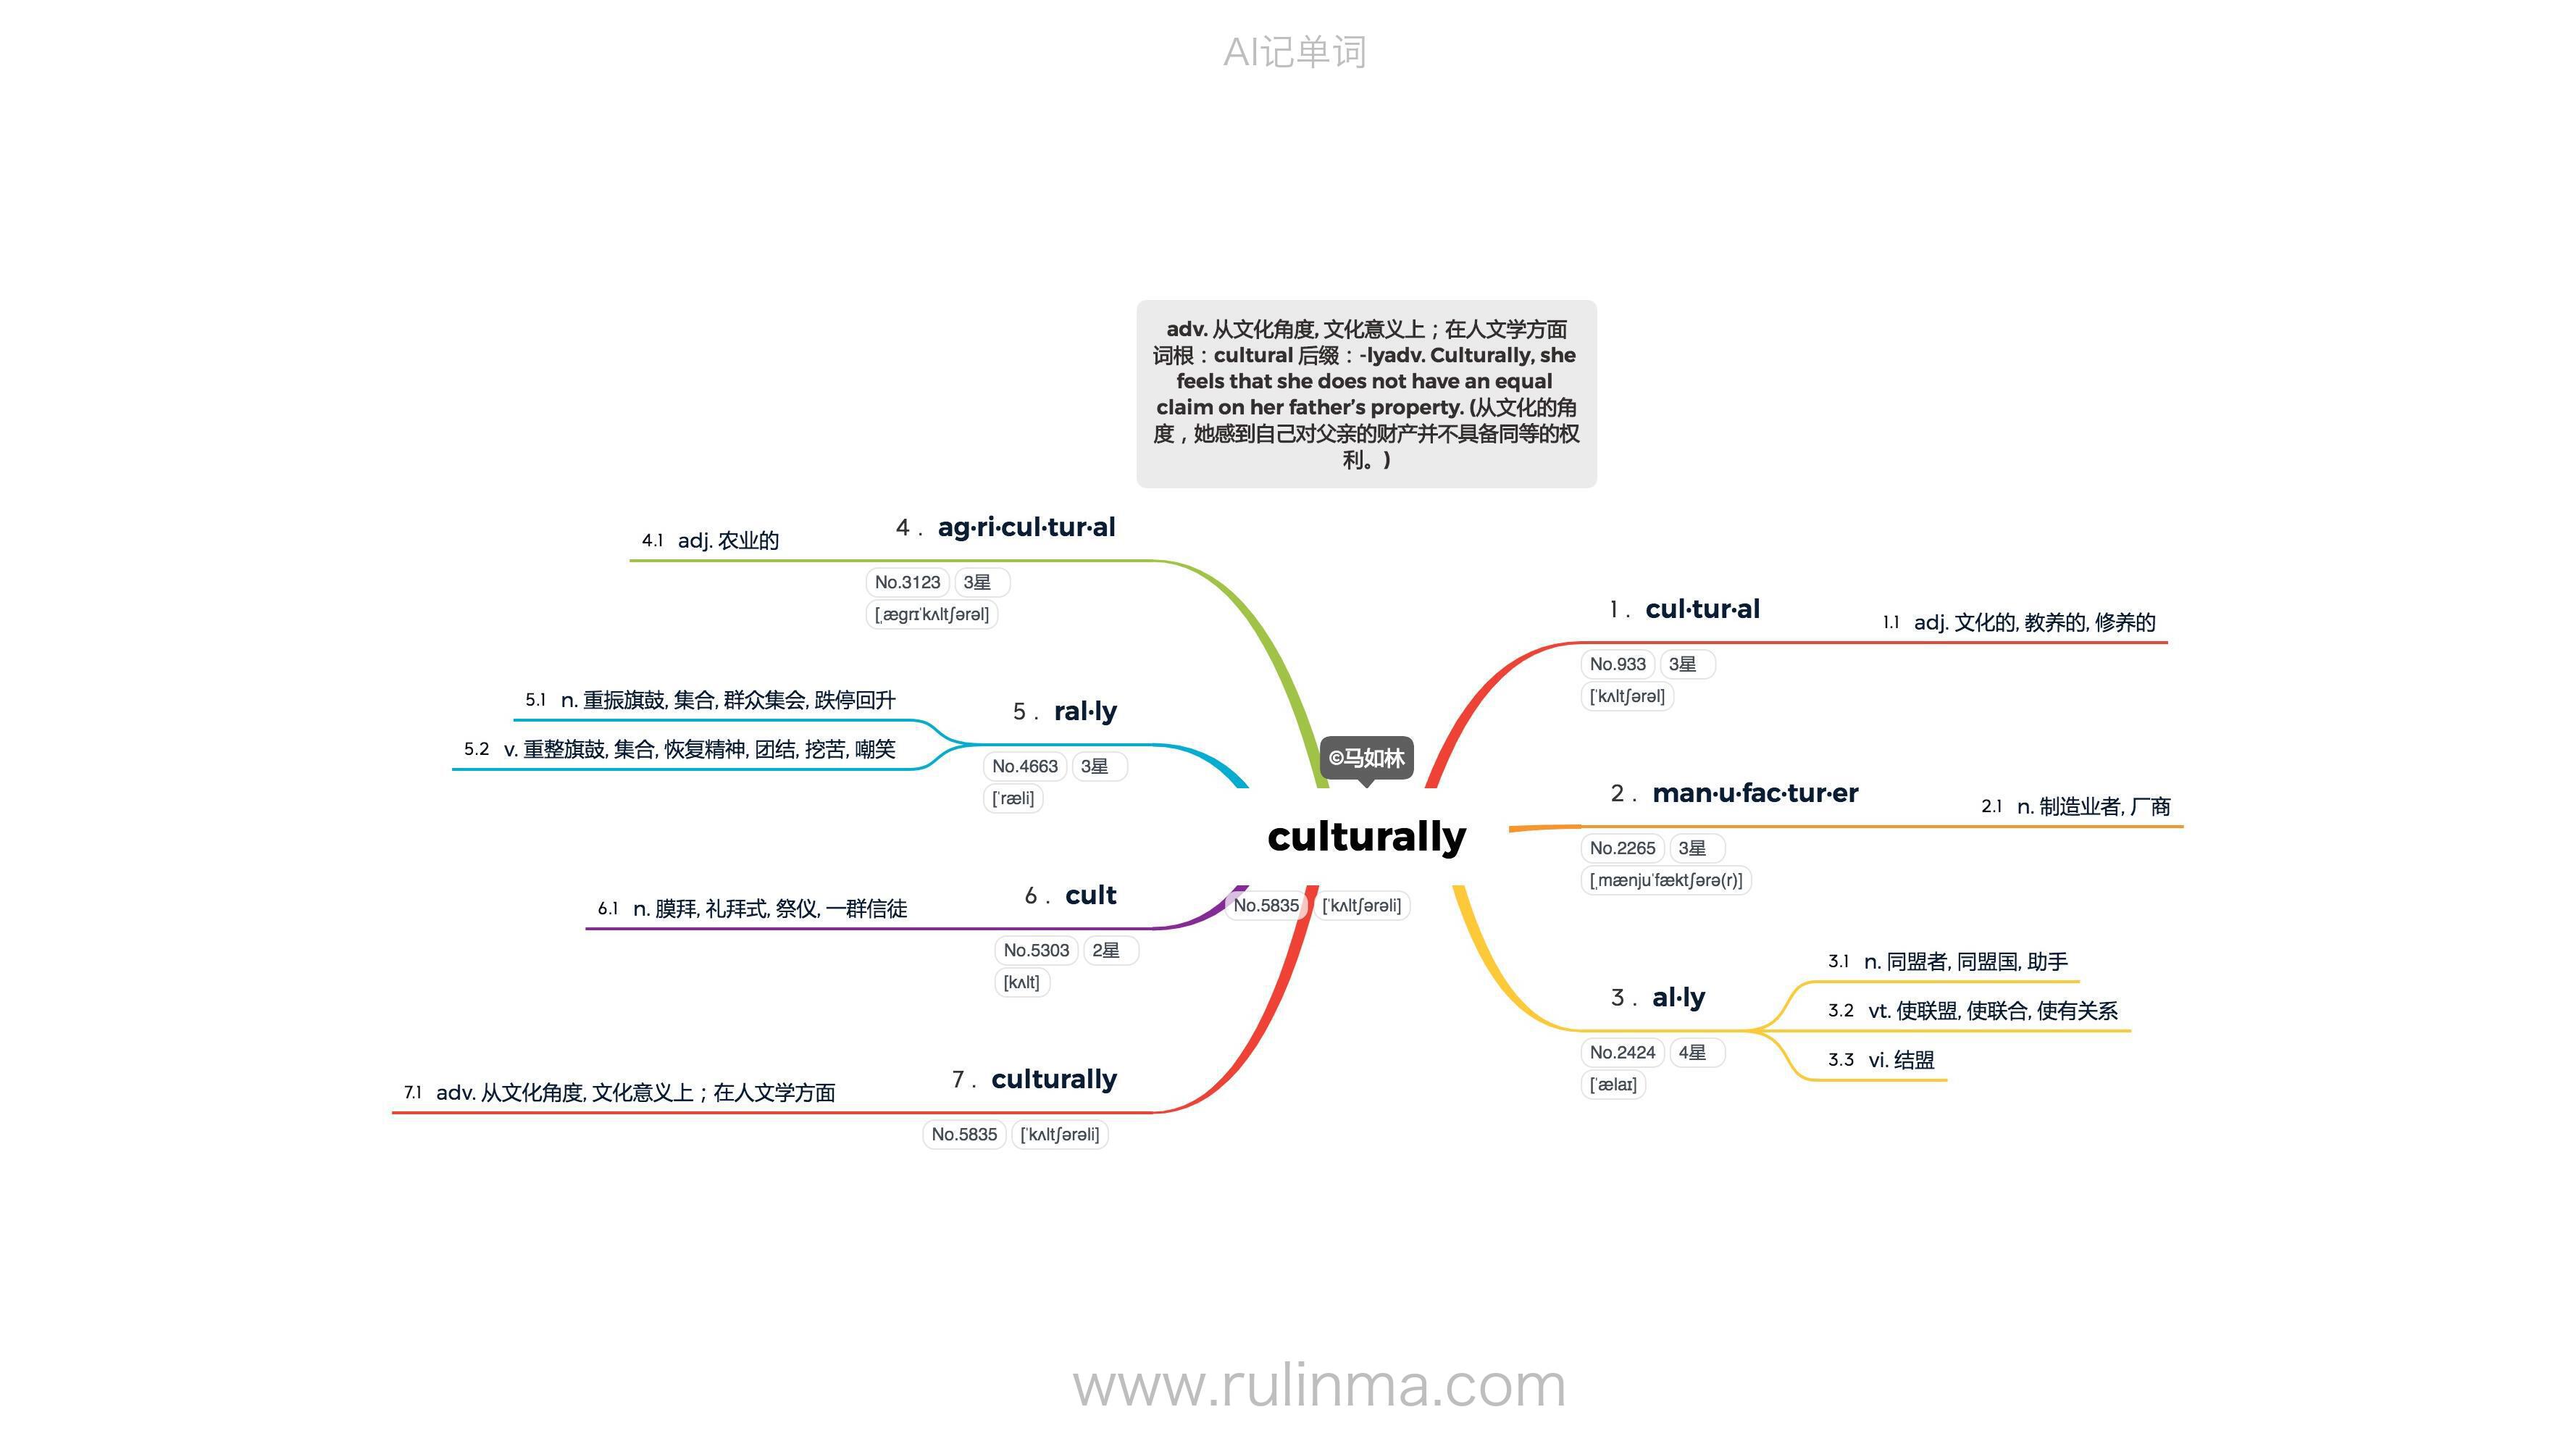 AI记单词
adv. 从文化角度, 文化意义上；在人文学方面
词根：cultural 后缀：-lyadv. Culturally, she
feels that she does not have an equal
claim on her father’s property. (从文化的角
度，她感到自己对父亲的财产并不具备同等的权
利。)
©马如林
culturally
No.5835 [ˈkʌltʃərəli]
1 . cul·tur·al
No.933 3星
[ˈkʌltʃərəl]
1.1 adj. 文化的, 教养的, 修养的
2 . man·u·fac·tur·er
No.2265 3星
[ˌmænjuˈfæktʃərə(r)]
2.1 n. 制造业者, 厂商
3 . al·ly
No.2424 4星
[ˈælaɪ]
3.1 n. 同盟者, 同盟国, 助手
3.2 vt. 使联盟, 使联合, 使有关系
3.3 vi. 结盟
4 . ag·ri·cul·tur·al
No.3123 3星
[ˌægrɪˈkʌltʃərəl]
4.1 adj. 农业的
5 . ral·ly
No.4663 3星
[ˈræli]
5.1 n. 重振旗鼓, 集合, 群众集会, 跌停回升
5.2 v. 重整旗鼓, 集合, 恢复精神, 团结, 挖苦, 嘲笑
6 . cult
No.5303 2星
[kʌlt]
6.1 n. 膜拜, 礼拜式, 祭仪, 一群信徒
7 . culturally
No.5835 [ˈkʌltʃərəli]
7.1 adv. 从文化角度, 文化意义上；在人文学方面
www.rulinma.com